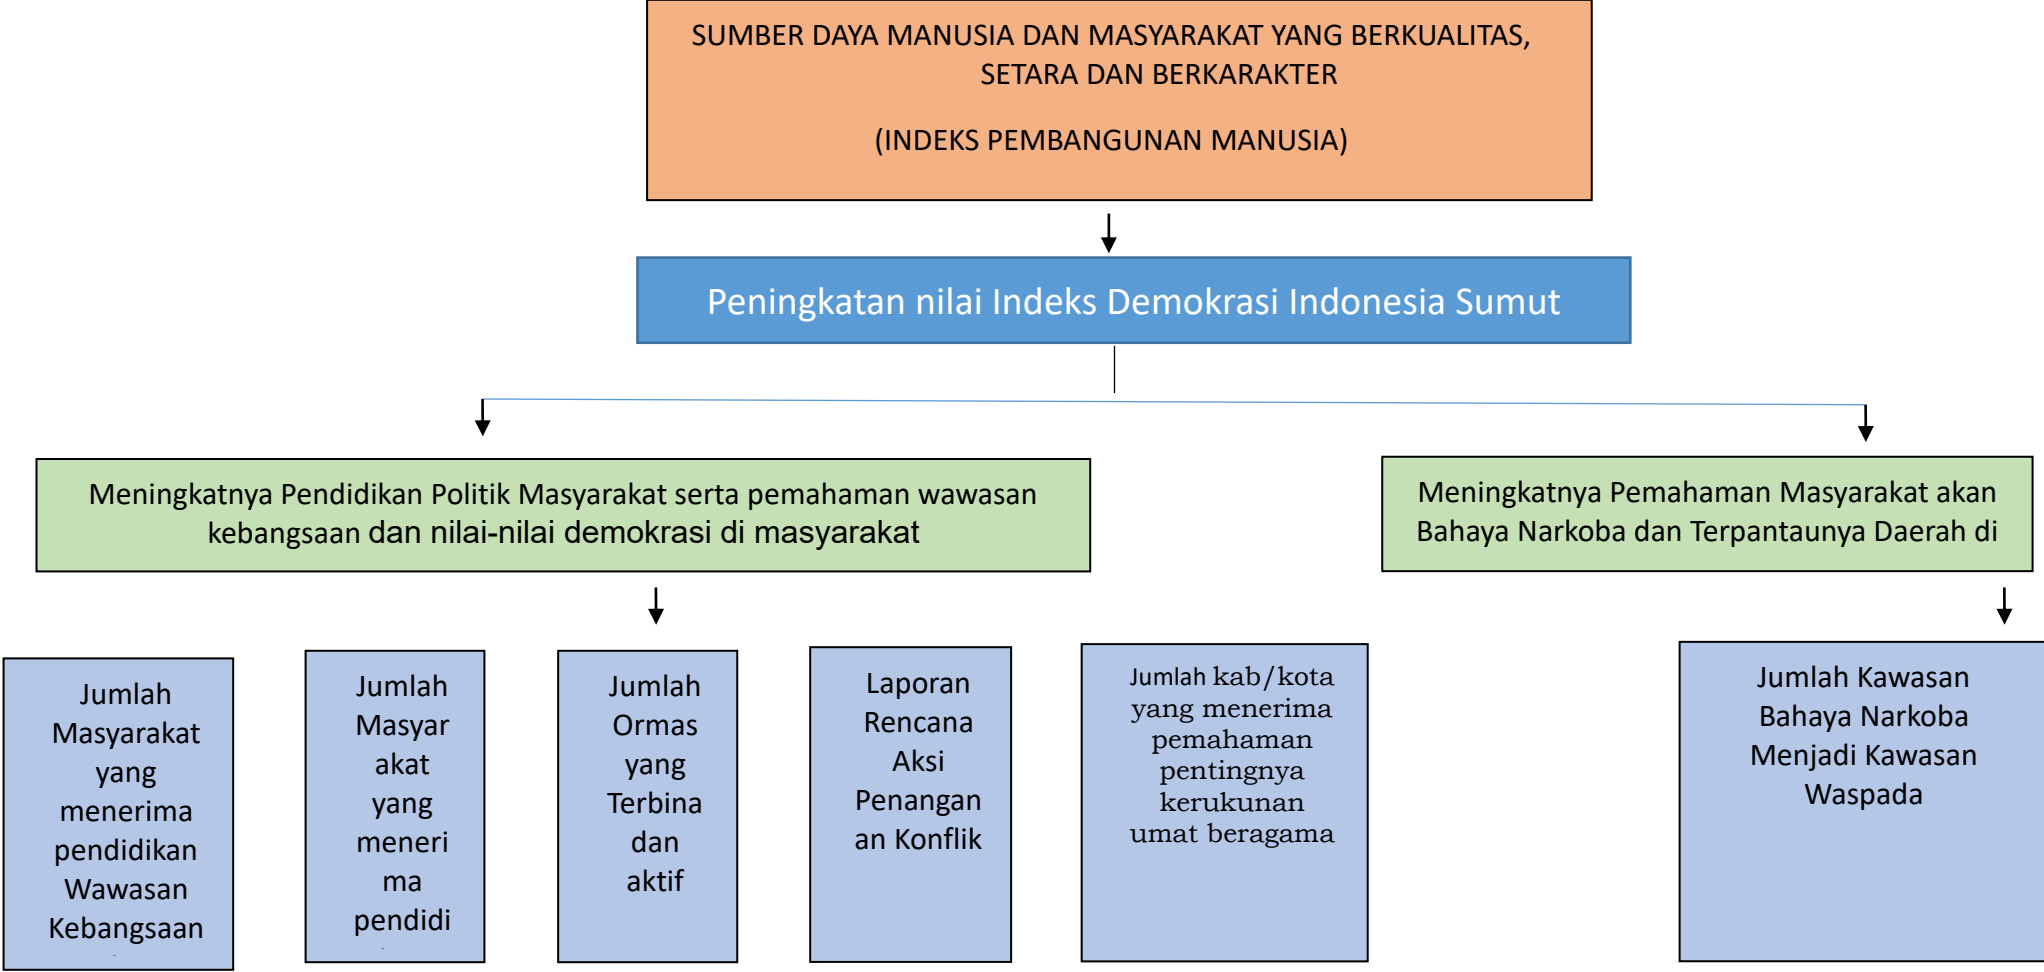 SUMBER DAYA MANUSIA DAN MASYARAKAT YANG BERKUALITAS,
SETARA DAN BERKARAKTER
(INDEKS PEMBANGUNAN MANUSIA)
Peningkatan nilai Indeks Demokrasi Indonesia Sumut
Meningkatnya Pendidikan Politik Masyarakat serta pemahaman wawasan
kebangsaan dan nilai-nilai demokrasi di masyarakat
Meningkatnya Pemahaman Masyarakat akan
Bahaya Narkoba dan Terpantaunya Daerah di
Jumlah
Masyarakat
yang
menerima
pendidikan
Wawasan
Kebangsaan
Jumlah
Masyar
akat
yang
meneri
ma
pendidi
Jumlah
Ormas
yang
Terbina
dan
aktif
Laporan
Rencana
Aksi
Penangan
an Konflik
Jumlah kab/kota
yang menerima
pemahaman
pentingnya
kerukunan
umat beragama
Jumlah Kawasan
Bahaya Narkoba
Menjadi Kawasan
Waspada